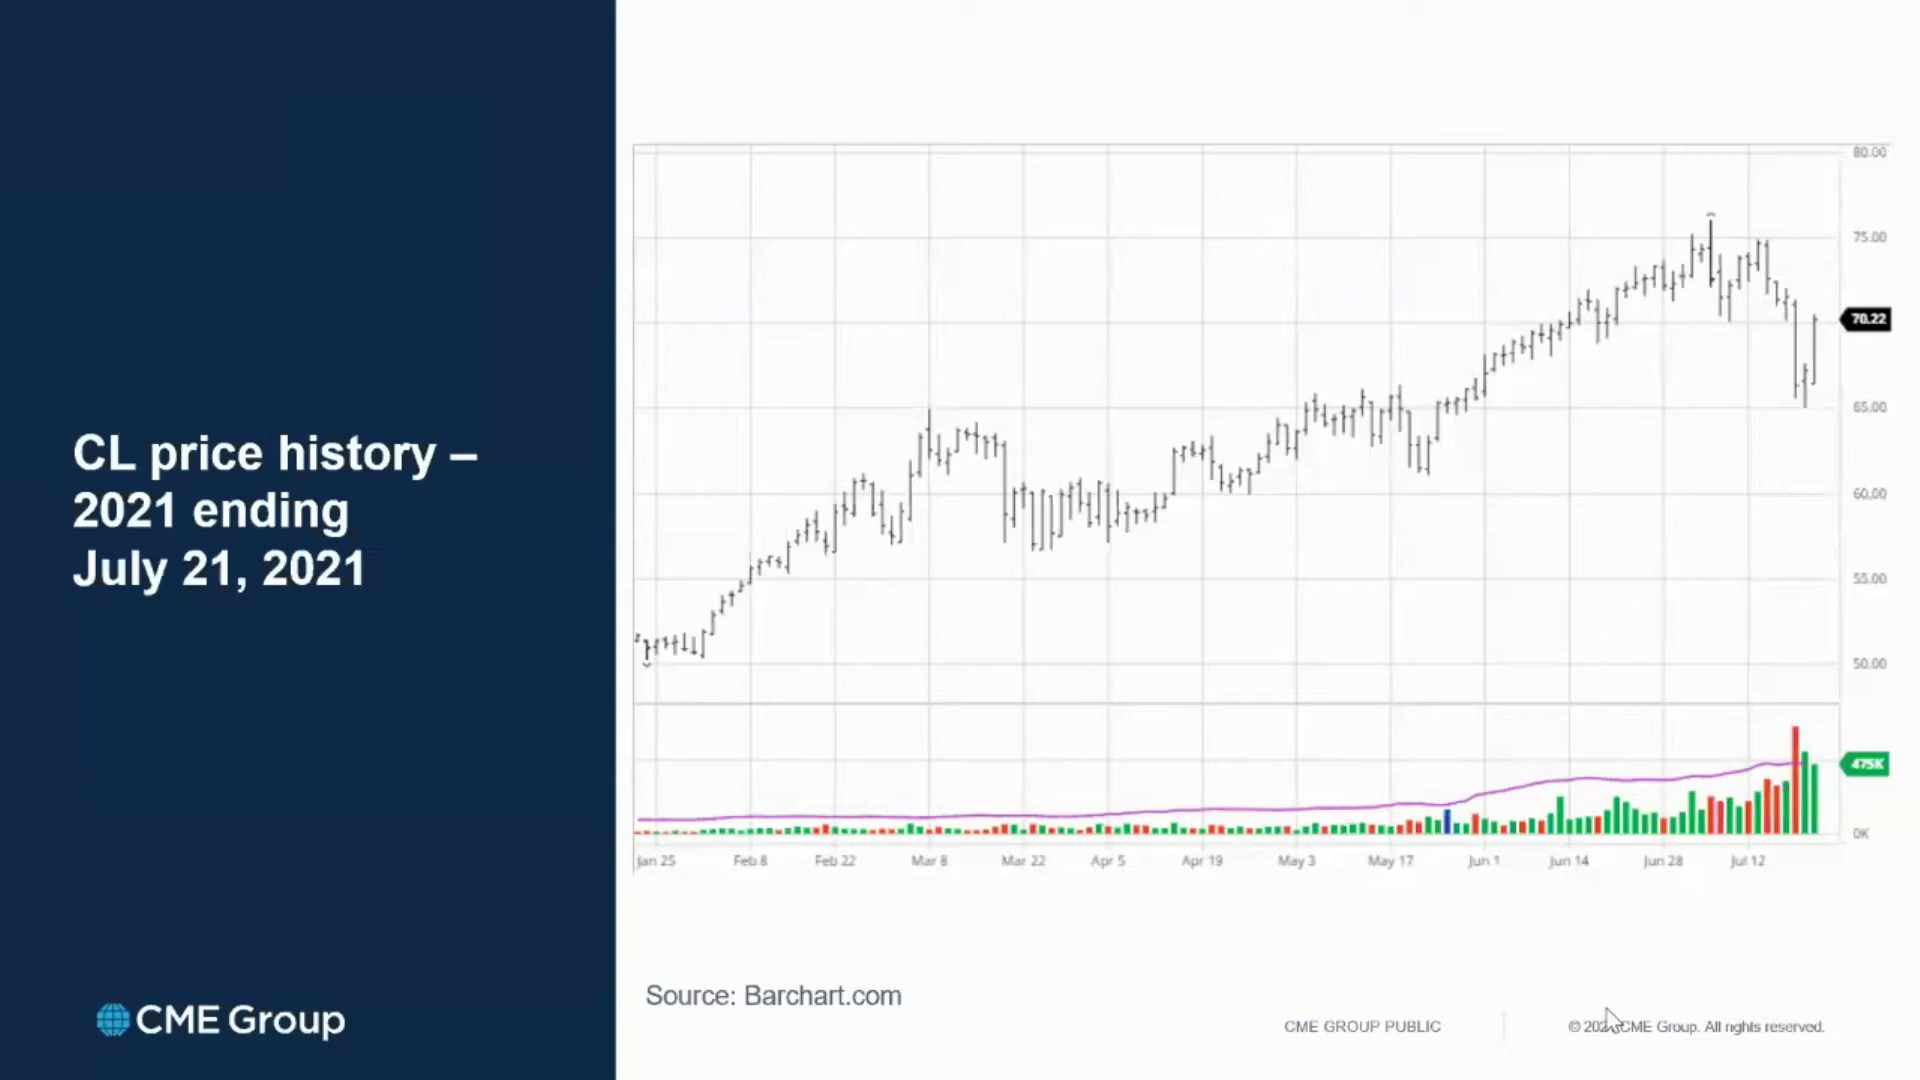 CL price history –
2021 ending
July 21, 2021
CME Group
80.00
75.00
70.22
65.00
60.00
55.00
50.00
475K
0K
Jan 25 Feb 8 Feb 22 Mar 8 Mar 22 Apr 5 Apr 19 May 3 May 17 Jun 1 Jun 14 Jun 28 Jul 12
Source: Barchart.com
CME GROUP PUBLIC
© CME Group. All rights reserved.